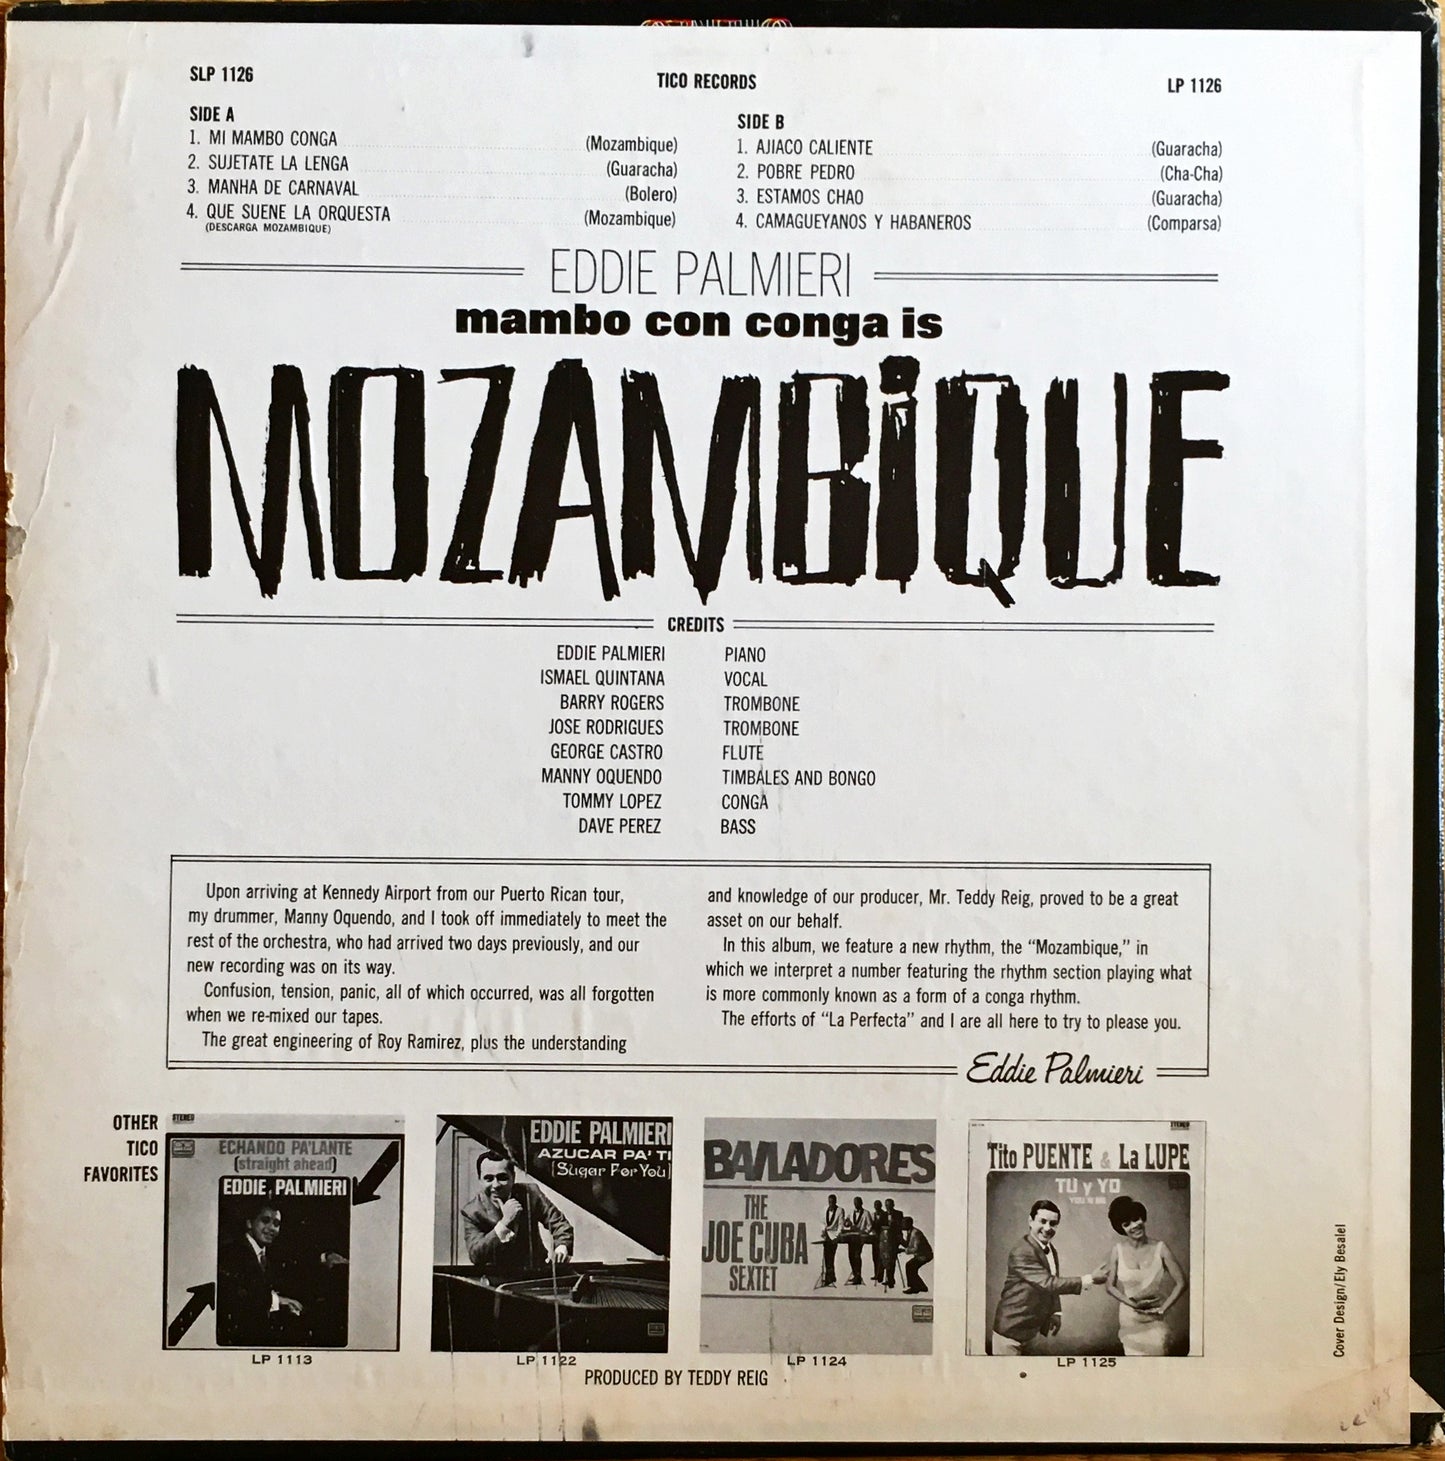 SLP 1126
TICO RECORDS
LP 1126
SIDE A
1. MI MAMBO CONGA (Mozambique)
2. SUJETATE LA LENGA (Guaracha)
3. MANHA DE CARNAVAL (Bolero)
4. QUE SUENE LA ORQUESTA (Mozambique)
(DESCARGA MOZAMBIQUE)
SIDE B
1. AJIACO CALIENTE (Guaracha)
2. POBRE PEDRO (Cha-Cha)
3. ESTAMOS CHAO (Guaracha)
4. CAMAGUEYANOS Y HABANEROS (Comparsa)
EDDIE PALMIERI
mambo con conga is
MOZAMBiQUE
CREDITS
EDDIE PALMIERI PIANO
ISMAEL QUINTANA VOCAL
BARRY ROGERS TROMBONE
JOSE RODRIGUES TROMBONE
GEORGE CASTRO FLUTE
MANNY OQUENDO TIMBALES AND BONGO
TOMMY LOPEZ CONGA
DAVE PEREZ BASS
Upon arriving at Kennedy Airport from our Puerto Rican tour,
my drummer, Manny Oquendo, and I took off immediately to meet the
rest of the orchestra, who had arrived two days previously, and our
new recording was on its way.
Confusion, tension, panic, all of which occurred, was all forgotten
when we re-mixed our tapes.
The great engineering of Roy Ramirez, plus the understanding
and knowledge of our producer, Mr. Teddy Reig, proved to be a great
asset on our behalf.
In this album, we feature a new rhythm, the “Mozambique,” in
which we interpret a number featuring the rhythm section playing what
is more commonly known as a form of a conga rhythm.
The efforts of “La Perfecta” and I are all here to try to please you.
Eddie Palmieri
OTHER
TICO
FAVORITES
STEREO
ECHANDO PA'LANTE
(straight ahead)
EDDIE PALMIERI
LP 1113
EDDIE PALMIERI
AZUCAR PA' TI
(Sugar For You)
LP 1122
BAILADORES
THE
JOE CUBA
SEXTET
LP 1124
STEREO
Tito PUENTE & La LUPE
TU y YO
YOU 'N ME
LP 1125
PRODUCED BY TEDDY REIG
Cover Design/Ely Besalel